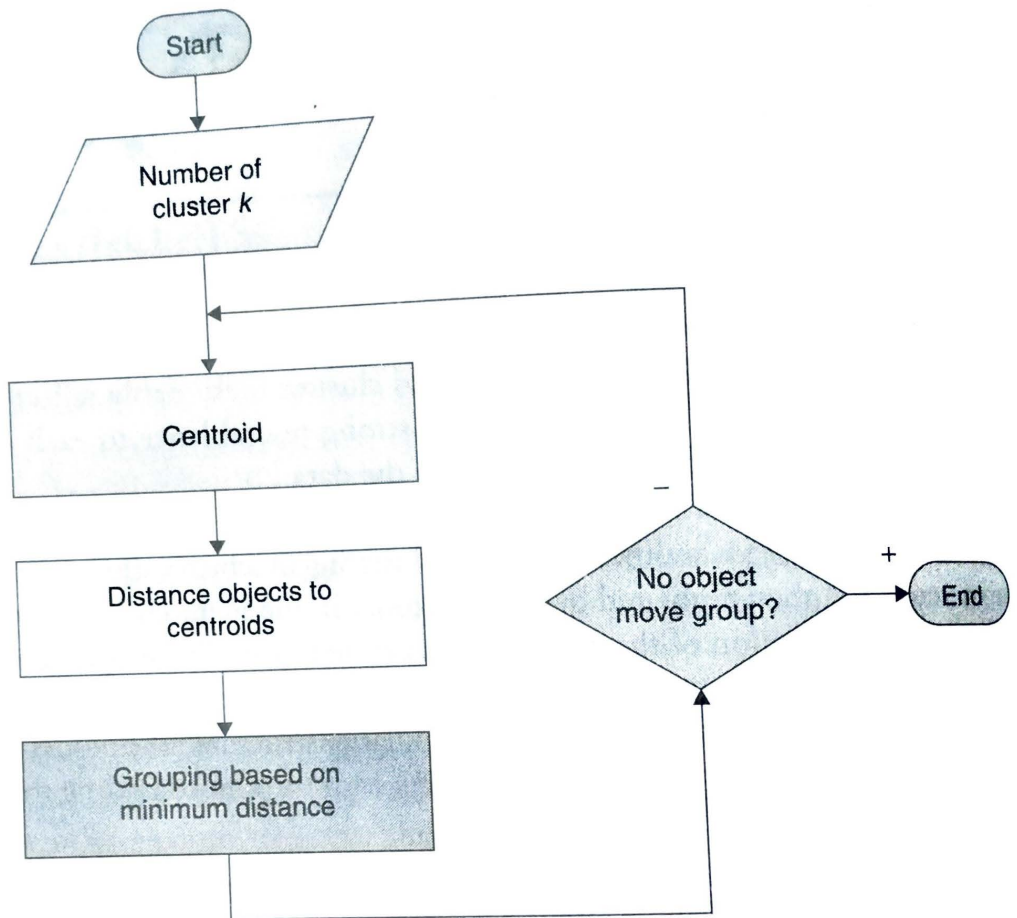 Start
Number of
cluster k
Centroid
Distance objects to
centroids
Grouping based on
minimum distance
–
No object
move group?
+
End